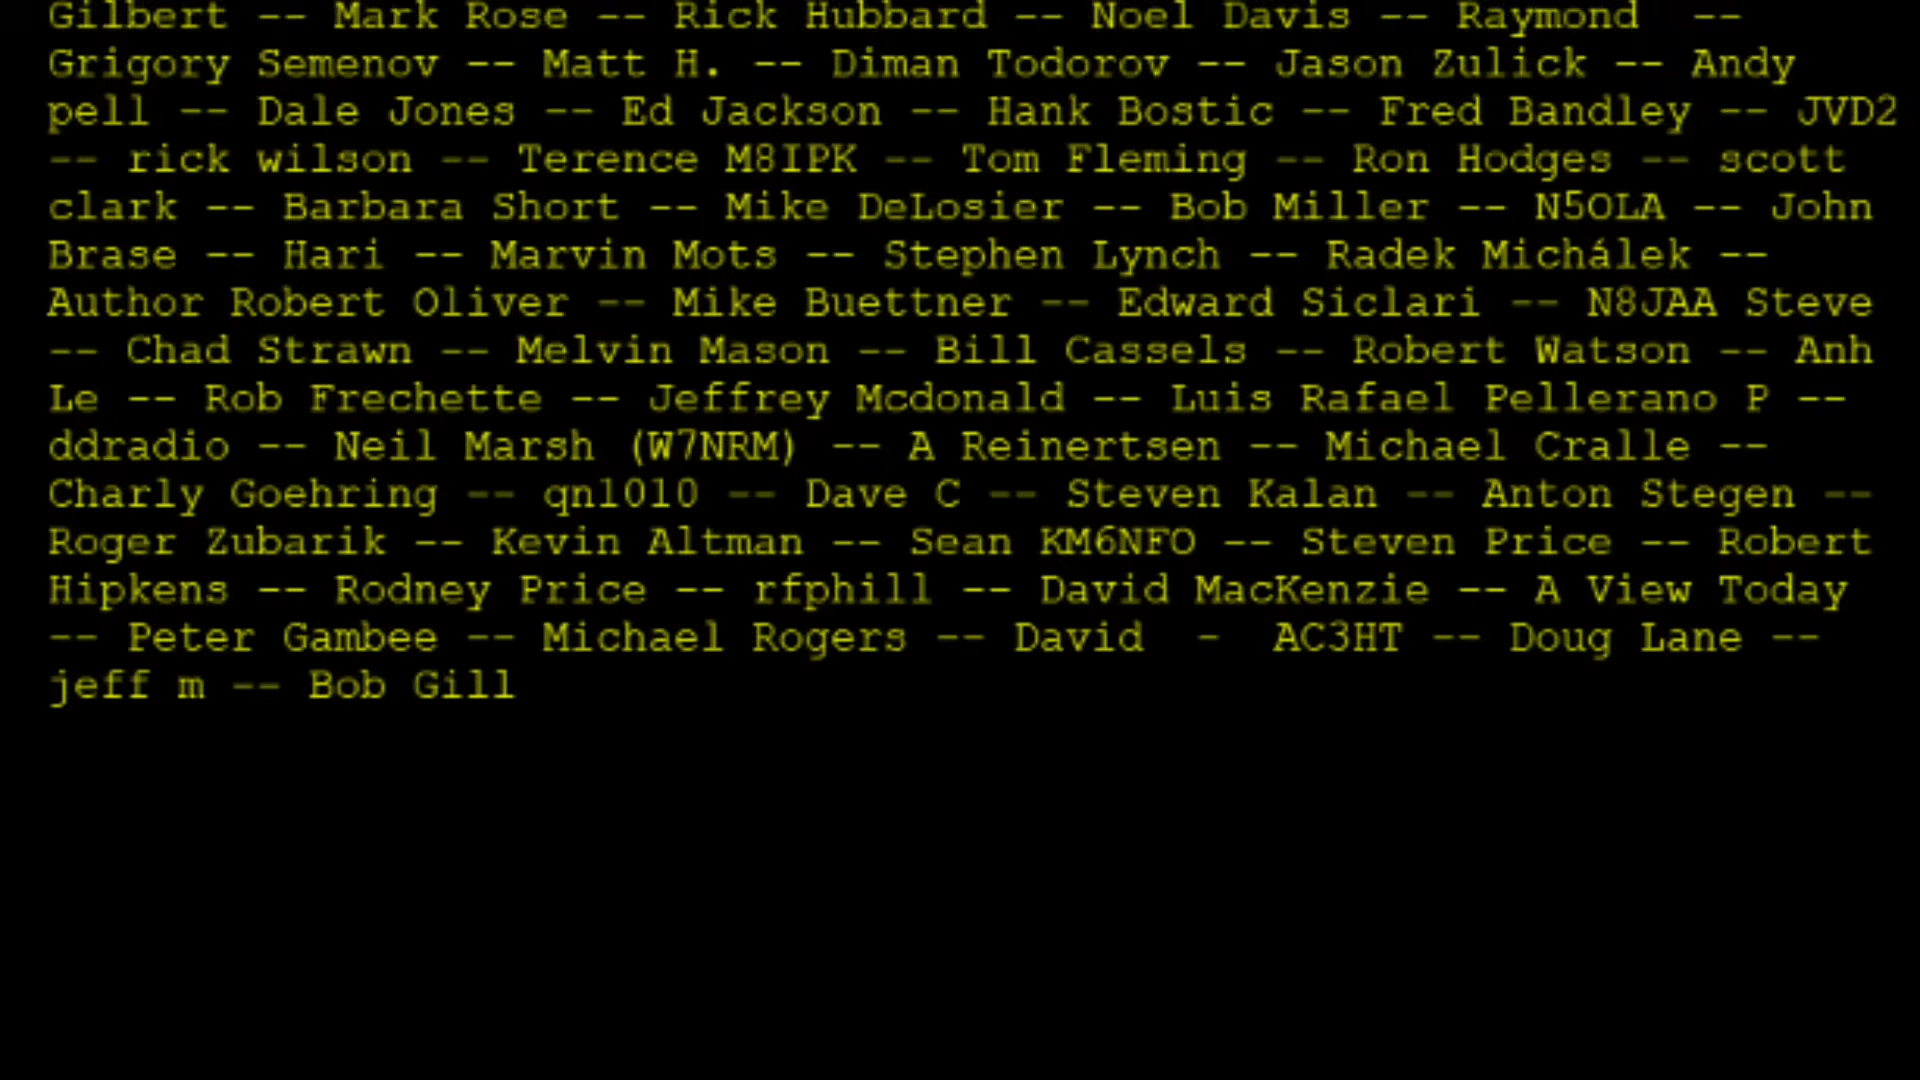 Gilbert -- Mark Rose -- Rick Hubbard -- Noel Davis -- Raymond  --
Grigory Semenov -- Matt H. -- Diman Todorov -- Jason Zulick -- Andy
pell -- Dale Jones -- Ed Jackson -- Hank Bostic -- Fred Bandley -- JVD2
-- rick wilson -- Terence M8IPK -- Tom Fleming -- Ron Hodges -- scott
clark -- Barbara Short -- Mike DeLosier -- Bob Miller -- N5OLA -- John
Brase -- Hari -- Marvin Mots -- Stephen Lynch -- Radek Michálek --
Author Robert Oliver -- Mike Buettner -- Edward Siclari -- N8JAA Steve
-- Chad Strawn -- Melvin Mason -- Bill Cassels -- Robert Watson -- Anh
Le -- Rob Frechette -- Jeffrey Mcdonald -- Luis Rafael Pellerano P --
ddradio -- Neil Marsh (W7NRM) -- A Reinertsen -- Michael Cralle --
Charly Goehring -- qn1010 -- Dave C -- Steven Kalan -- Anton Stegen --
Roger Zubarik -- Kevin Altman -- Sean KM6NFO -- Steven Price -- Robert
Hipkens -- Rodney Price -- rfphill -- David MacKenzie -- A View Today
-- Peter Gambee -- Michael Rogers -- David  -  AC3HT -- Doug Lane --
jeff m -- Bob Gill